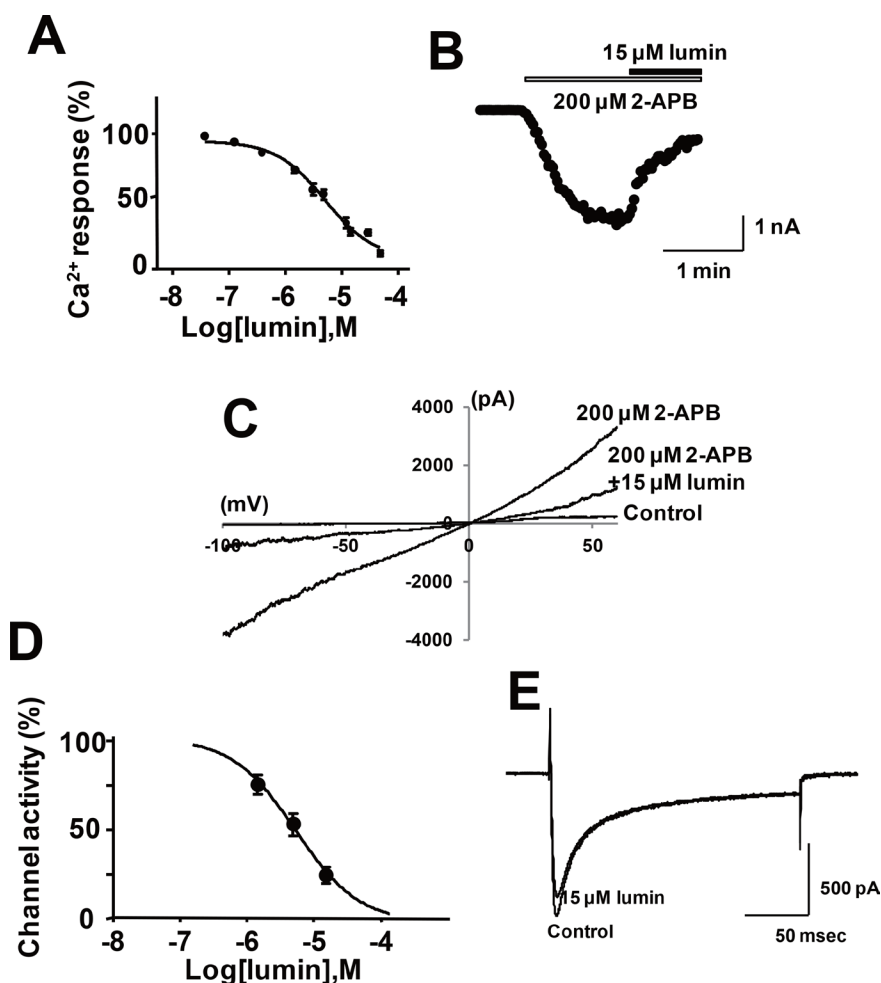 A
Ca²⁺ response (%)
100
50
0
-8 -7 -6 -5 -4
Log[lumin],M
B
15 µM lumin
200 µM 2-APB
1 nA
1 min
C
(pA)
4000
2000
0
-2000
-4000
(mV)
-100 -50 0 50
200 µM 2-APB
200 µM 2-APB
+15 µM lumin
Control
D
Channel activity (%)
100
50
0
-8 -7 -6 -5 -4
Log[lumin],M
E
15 µM lumin
Control
500 pA
50 msec